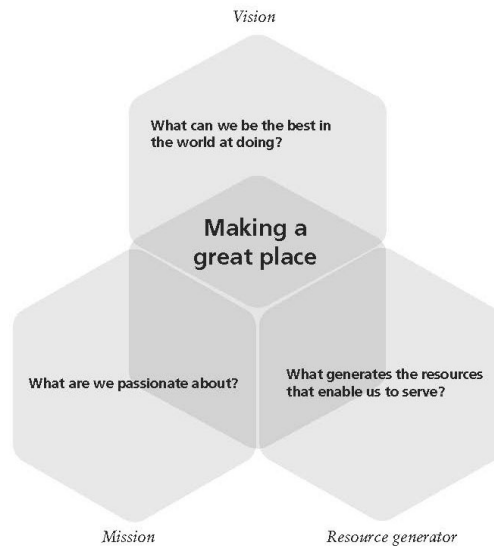 Vision
What can we be the best in
the world at doing?
Making a
great place
What are we passionate about?
What generates the resources
that enable us to serve?
Mission
Resource generator